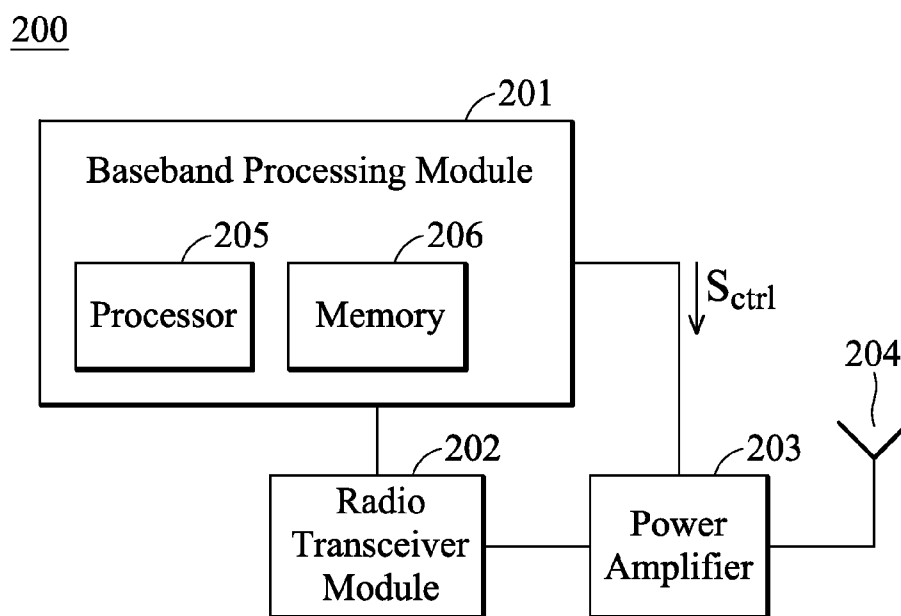 200
201
Baseband Processing Module
205
206
Processor
Memory
Sctrl
204
202
203
Radio
Transceiver
Module
Power
Amplifier